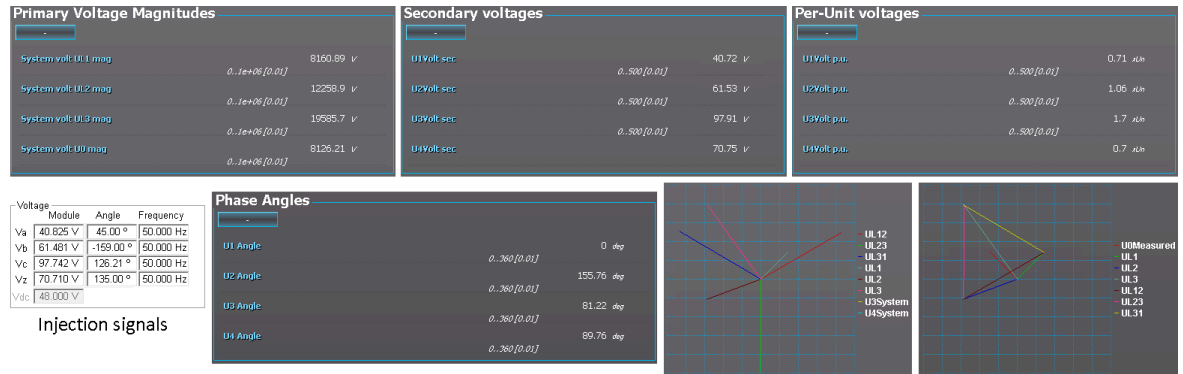 Primary Voltage Magnitudes
-
System volt UL1 mag 8160.89 V
0..1e+06 [0.01]
System volt UL2 mag 12258.9 V
0..1e+06 [0.01]
System volt UL3 mag 19585.7 V
0..1e+06 [0.01]
System volt U0 mag 8126.21 V
0..1e+06 [0.01]
Secondary voltages
-
U1Volt sec 40.72 V
0..500 [0.01]
U2Volt sec 61.53 V
0..500 [0.01]
U3Volt sec 97.91 V
0..500 [0.01]
U4Volt sec 70.75 V
Per-Unit voltages
-
U1Volt p.u. 0.71 xUn
0..500 [0.01]
U2Volt p.u. 1.06 xUn
0..500 [0.01]
U3Volt p.u. 1.7 xUn
0..500 [0.01]
U4Volt p.u. 0.7 xUn
Voltage
Module Angle Frequency
Va 40.825 V 45.00 º 50.000 Hz
Vb 61.481 V -159.00 º 50.000 Hz
Vc 97.742 V 126.21 º 50.000 Hz
Vz 70.710 V 135.00 º 50.000 Hz
Vdc 48.000 V
Injection signals
Phase Angles
-
U1 Angle 0 deg
0..360 [0.01]
U2 Angle 155.76 deg
0..360 [0.01]
U3 Angle 81.22 deg
0..360 [0.01]
U4 Angle 89.76 deg
0..360 [0.01]
UL12
UL23
UL31
UL1
UL2
UL3
U3System
U4System
U0Measured
UL1
UL2
UL3
UL12
UL23
UL31